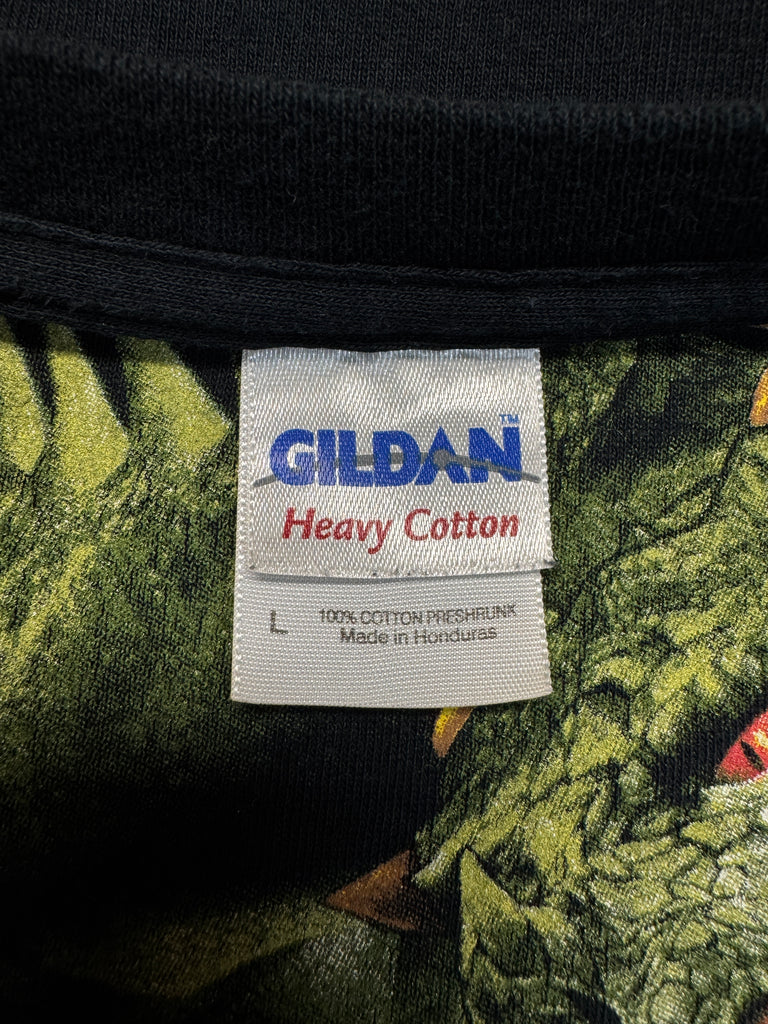 GILDAN™
Heavy Cotton
L 100% COTTON PRESHRUNK
Made in Honduras